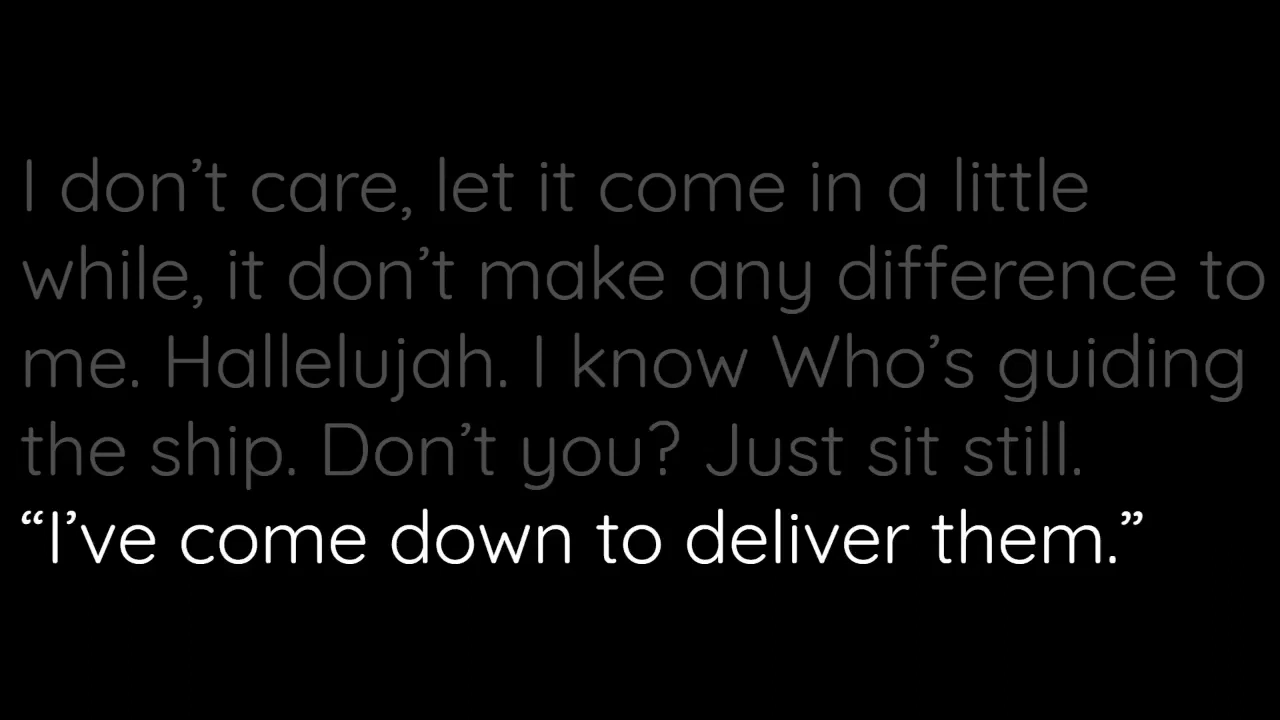 I don’t care, let it come in a little
while, it don’t make any difference to
me. Hallelujah. I know Who’s guiding
the ship. Don’t you? Just sit still.
“I’ve come down to deliver them.”